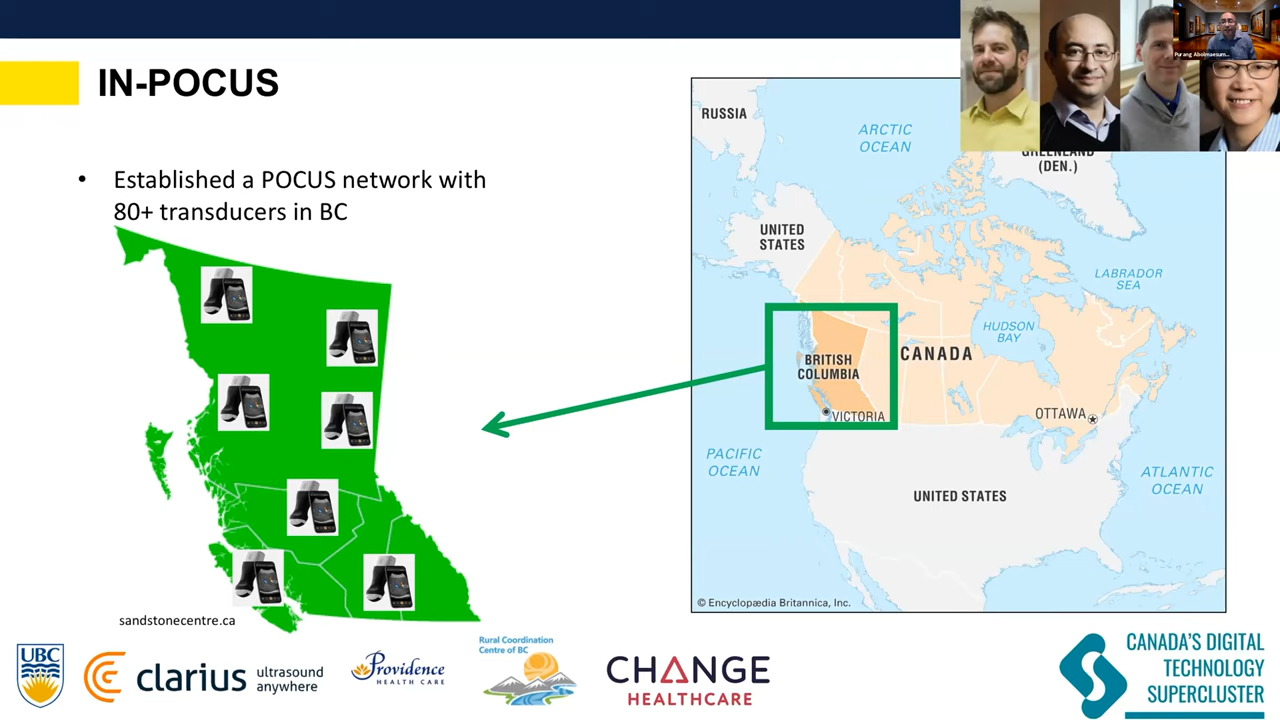 Purang Abolmaesum...
IN-POCUS
• Established a POCUS network with
80+ transducers in BC
sandstonecentre.ca
RUSSIA
ARCTIC
OCEAN
GREENLAND
(DEN.)
UNITED
STATES
LABRADOR
SEA
HUDSON
BAY
CANADA
BRITISH
COLUMBIA
VICTORIA
OTTAWA
PACIFIC
OCEAN
ATLANTIC
OCEAN
UNITED STATES
© Encyclopædia Britannica, Inc.
UBC
clarius
ultrasound
anywhere
Providence
HEALTH CARE
Rural Coordination
Centre of BC
CHANGE
HEALTHCARE
CANADA'S DIGITAL
TECHNOLOGY
SUPERCLUSTER